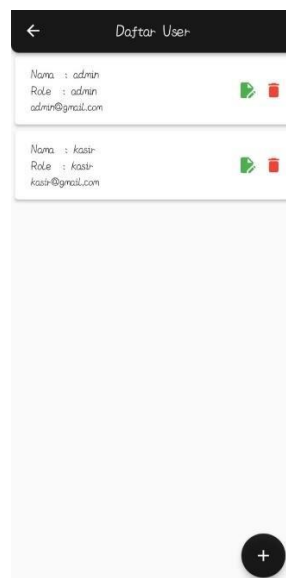 Daftar User
Nama : admin
Role : admin
admin@gmail.com
Nama : kasir
Role : kasir
kasir@gmail.com